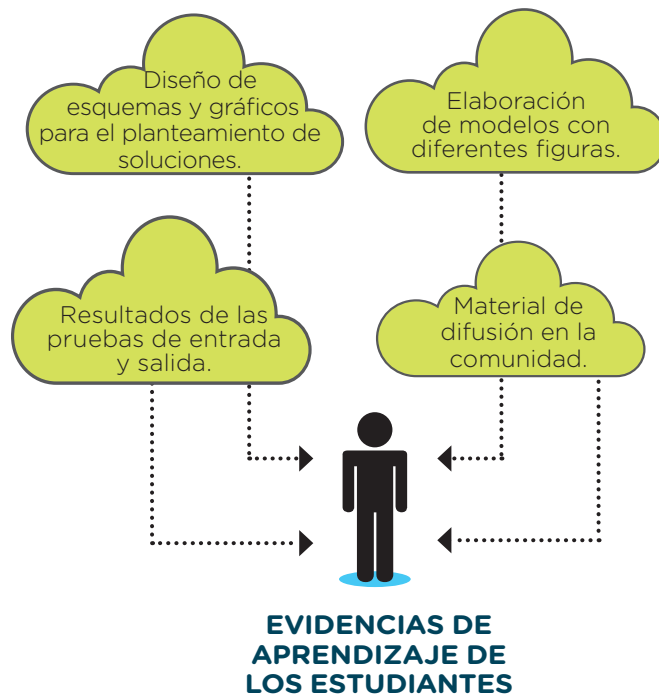 Diseño de
esquemas y gráficos
para el planteamiento de
soluciones.
Elaboración
de modelos con
diferentes figuras.
Resultados de las
pruebas de entrada
y salida.
Material de
difusión en la
comunidad.
EVIDENCIAS DE
APRENDIZAJE DE
LOS ESTUDIANTES